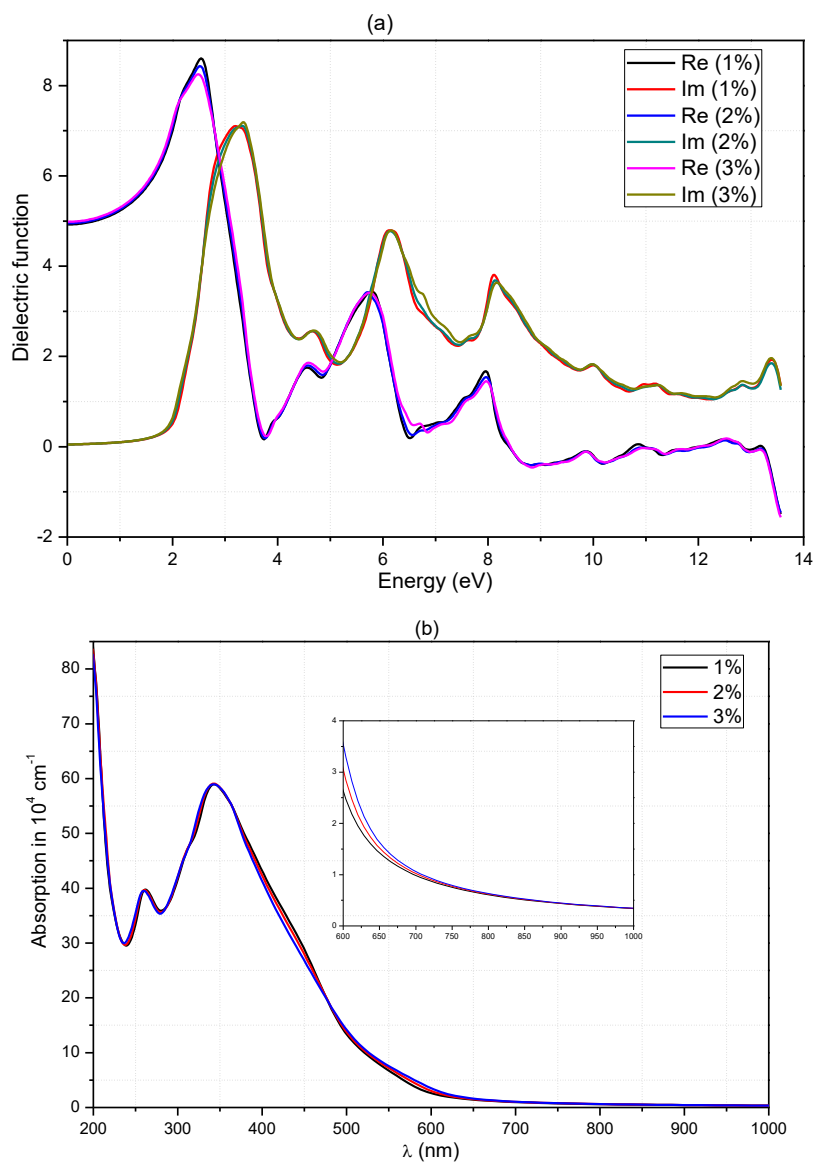 (a)
Re (1%)
Im (1%)
Re (2%)
Im (2%)
Re (3%)
Im (3%)
Dielectric function
8
6
4
2
0
-2
0 2 4 6 8 10 12 14
Energy (eV)
(b)
1%
2%
3%
Absorption in 10⁴ cm⁻¹
80
70
60
50
40
30
20
10
0
4
3
2
1
0
600 650 700 750 800 850 900 950 1000
200 300 400 500 600 700 800 900 1000
λ (nm)